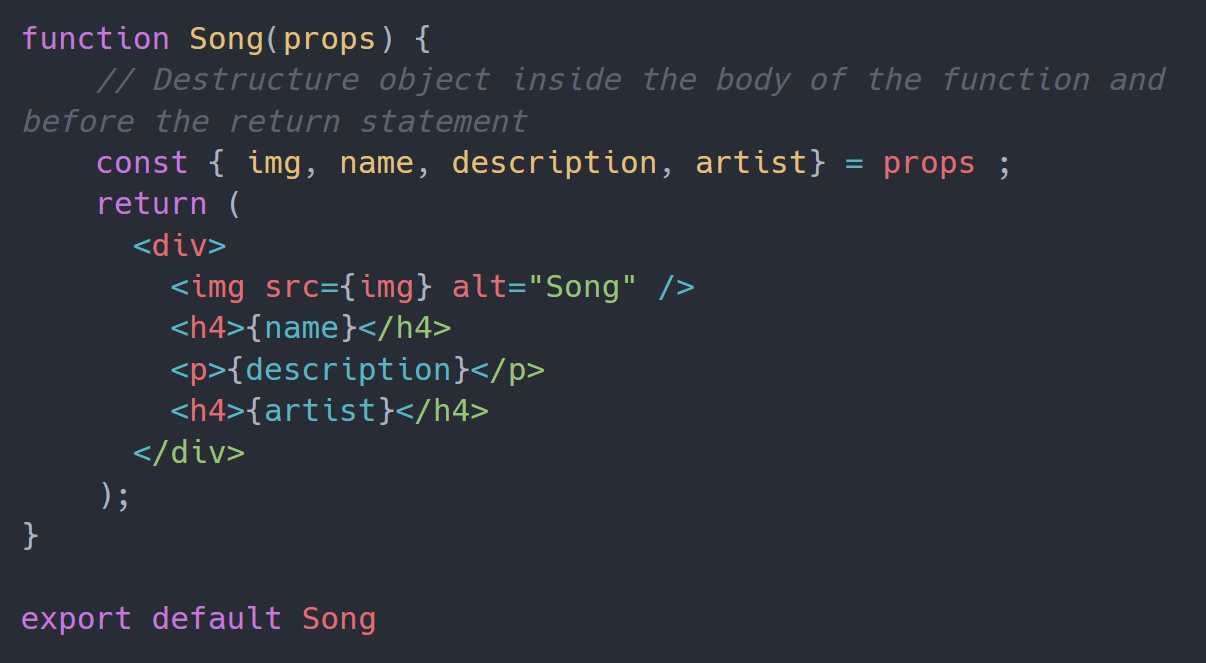 function Song(props) {
    // Destructure object inside the body of the function and
before the return statement
    const { img, name, description, artist} = props ;
    return (
      <div>
        <img src={img} alt="Song" />
        <h4>{name}</h4>
        <p>{description}</p>
        <h4>{artist}</h4>
      </div>
    );
}

export default Song